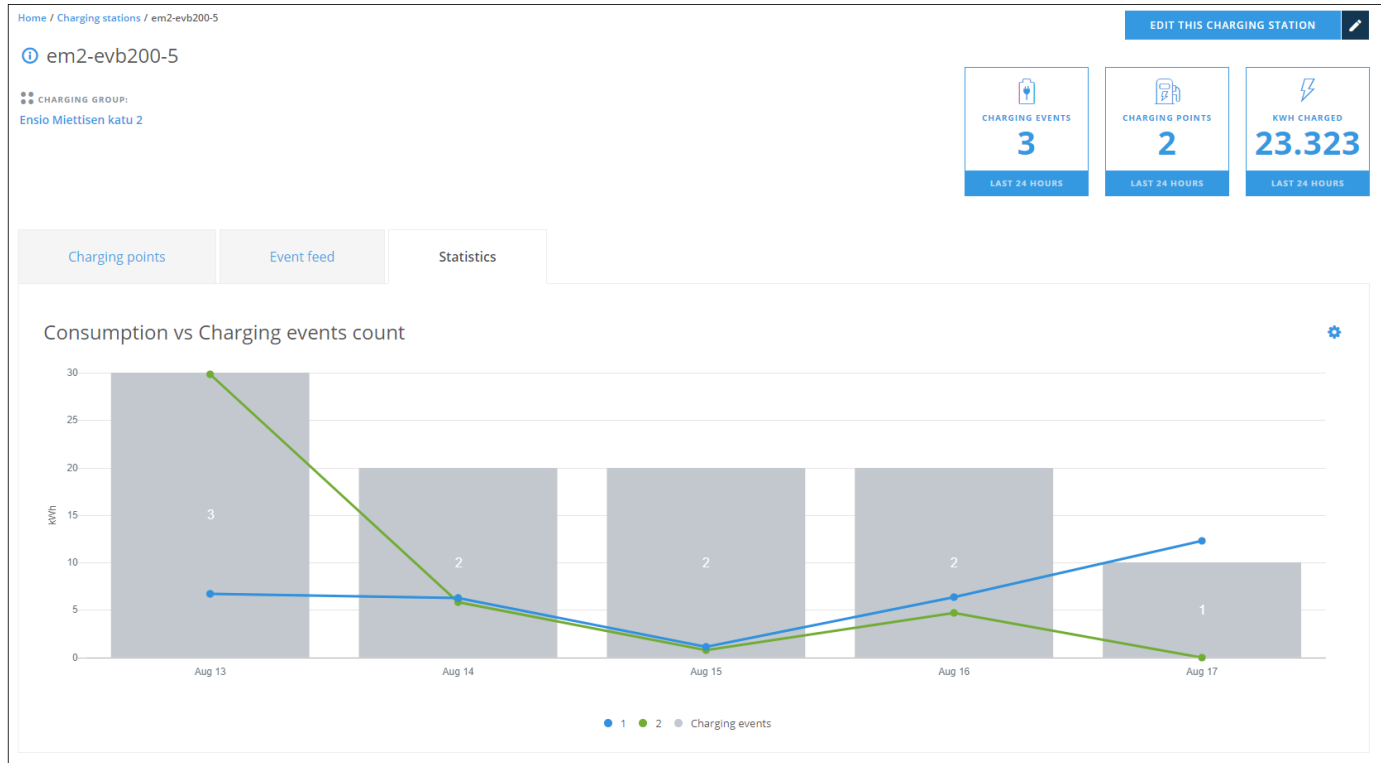 Home / Charging stations / em2-evb200-5
EDIT THIS CHARGING STATION
em2-evb200-5
CHARGING GROUP:
Ensio Miettisen katu 2
CHARGING EVENTS
3
LAST 24 HOURS
CHARGING POINTS
2
LAST 24 HOURS
KWH CHARGED
23.323
LAST 24 HOURS
Charging points
Event feed
Statistics
Consumption vs Charging events count
kWh
30
25
20
15
10
5
0
3
2
2
2
1
Aug 13
Aug 14
Aug 15
Aug 16
Aug 17
1
2
Charging events